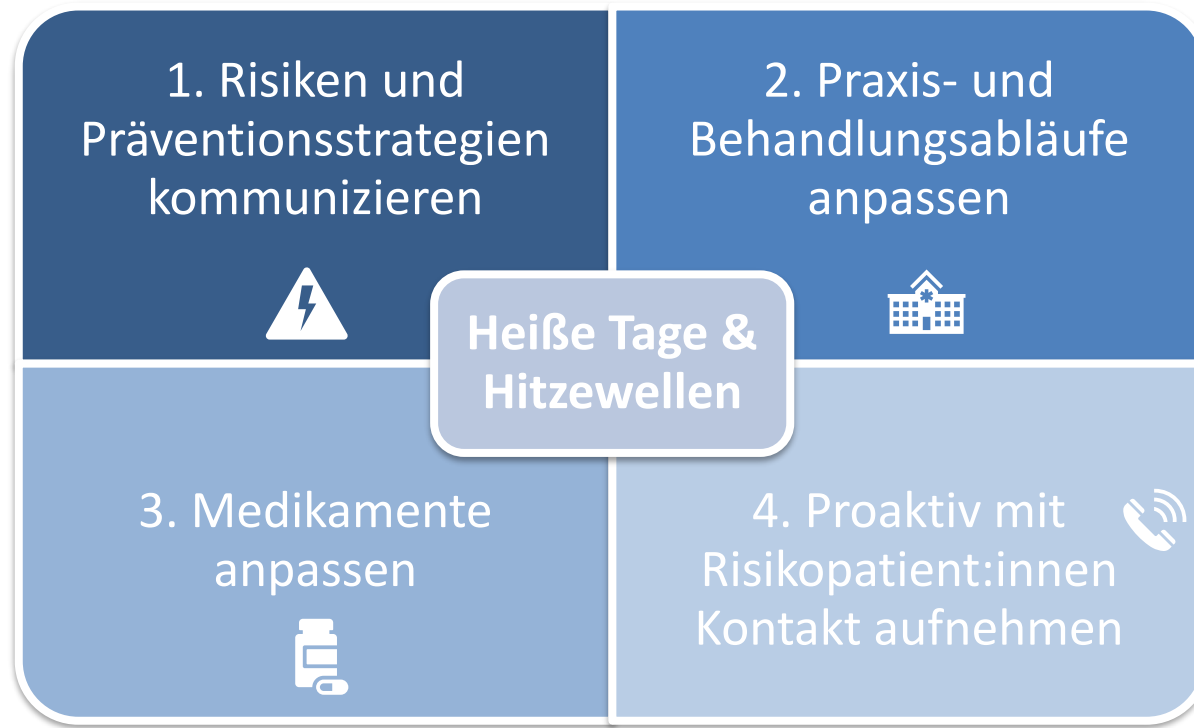 1. Risiken und
Präventionsstrategien
kommunizieren
2. Praxis- und
Behandlungsabläufe
anpassen
Heiße Tage &
Hitzewellen
3. Medikamente
anpassen
4. Proaktiv mit
Risikopatient:innen
Kontakt aufnehmen